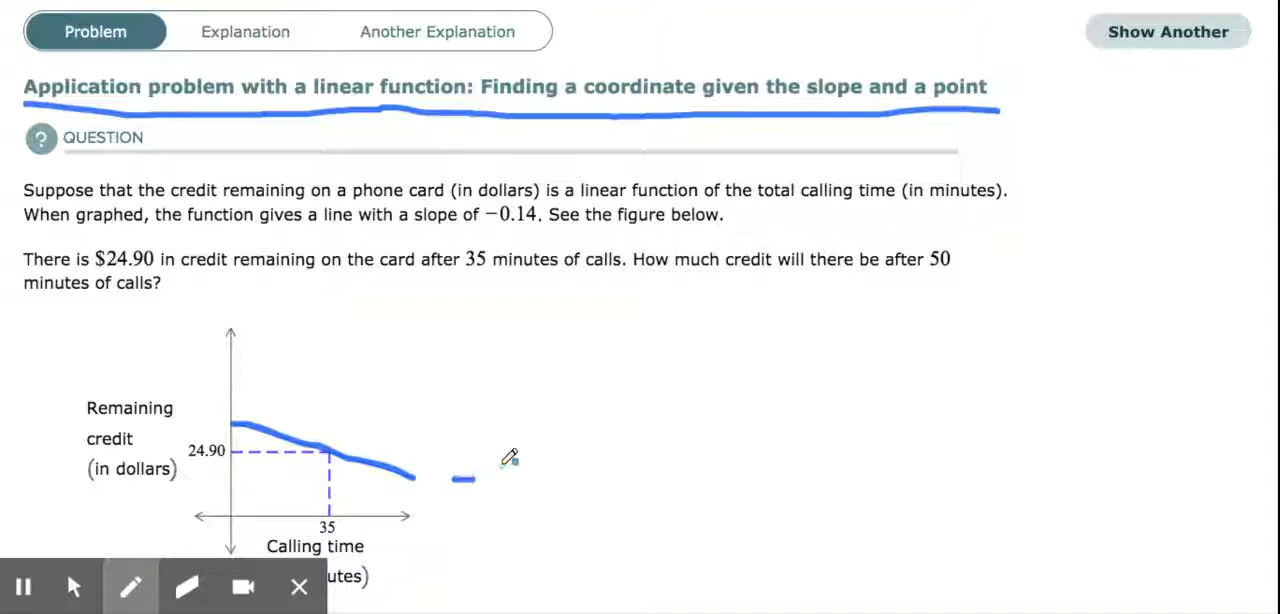 Problem Explanation Another Explanation Show Another
Application problem with a linear function: Finding a coordinate given the slope and a point
? QUESTION
Suppose that the credit remaining on a phone card (in dollars) is a linear function of the total calling time (in minutes).
When graphed, the function gives a line with a slope of −0.14. See the figure below.
There is $24.90 in credit remaining on the card after 35 minutes of calls. How much credit will there be after 50
minutes of calls?
Remaining
credit
(in dollars)
24.90
35
Calling time
utes)